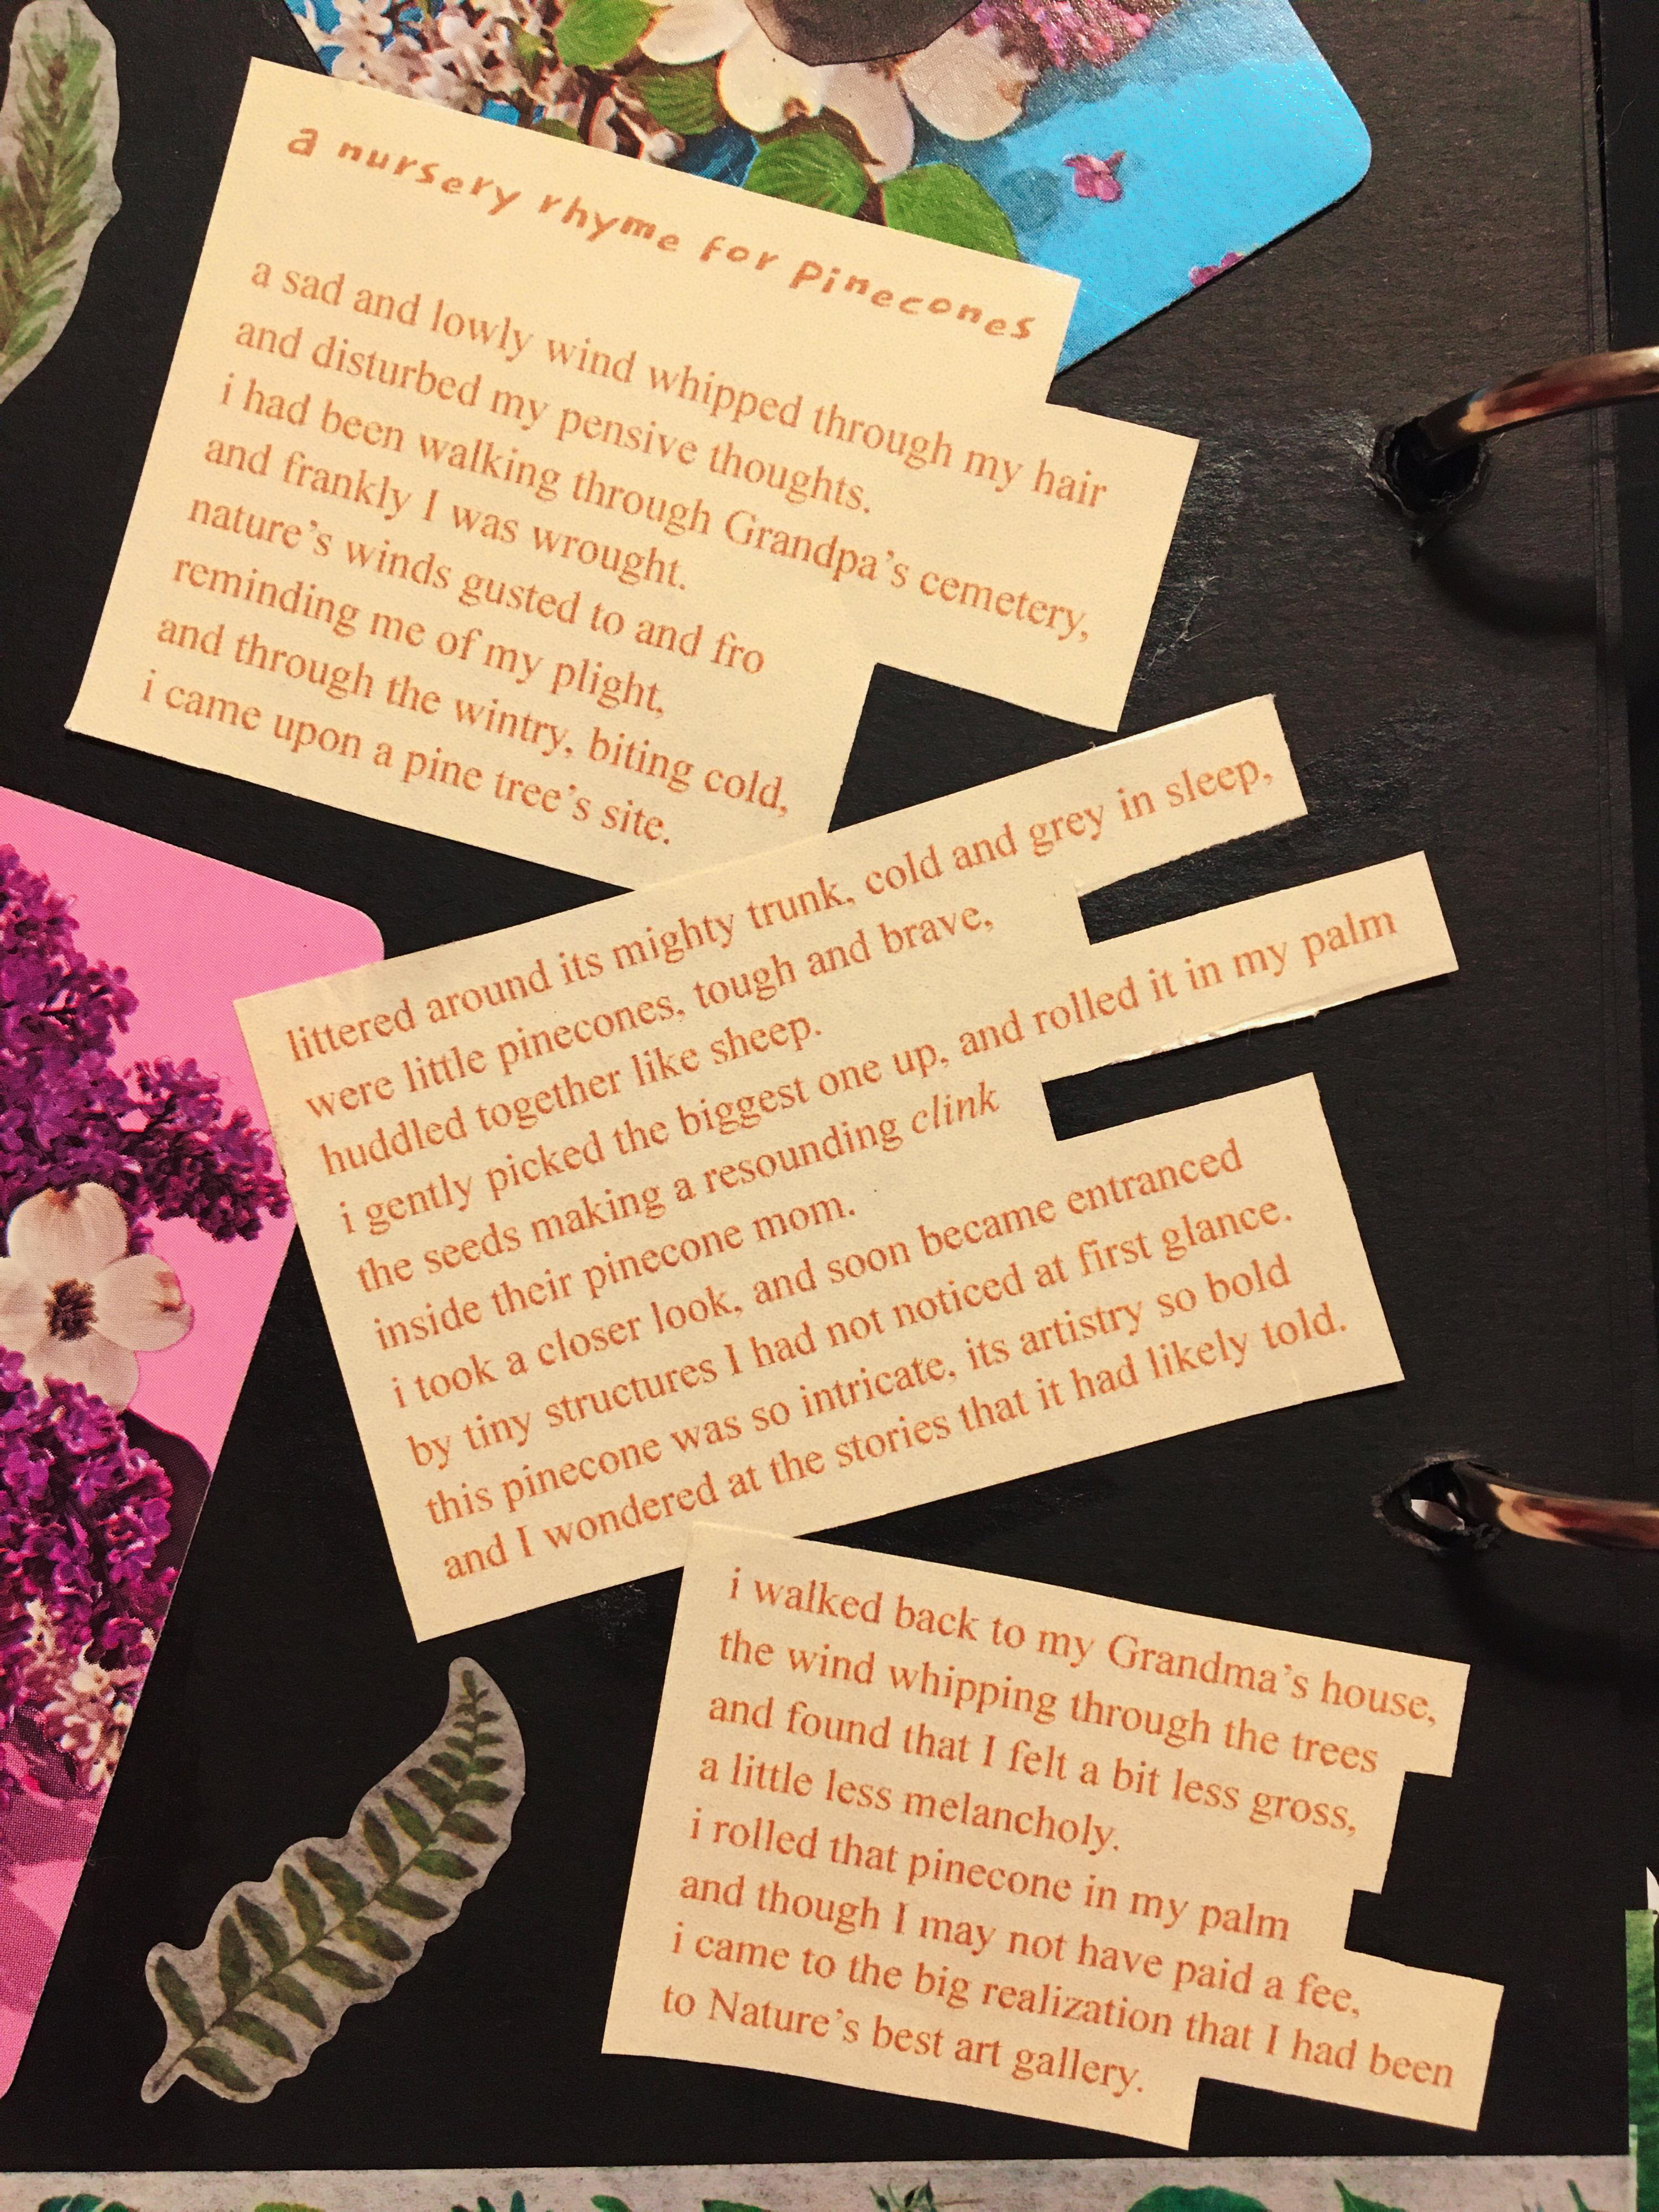 a nursery rhyme for pinecones
a sad and lowly wind whipped through my hair
and disturbed my pensive thoughts.
i had been walking through Grandpa's cemetery,
and frankly I was wrought.
nature's winds gusted to and fro
reminding me of my plight,
and through the wintry, biting cold,
i came upon a pine tree's site.
littered around its mighty trunk, cold and grey in sleep,
were little pinecones, tough and brave,
huddled together like sheep.
i gently picked the biggest one up, and rolled it in my palm
the seeds making a resounding clink
inside their pinecone mom.
i took a closer look, and soon became entranced
by tiny structures I had not noticed at first glance.
this pinecone was so intricate, its artistry so bold
and I wondered at the stories that it had likely told.
i walked back to my Grandma's house,
the wind whipping through the trees
and found that I felt a bit less gross,
a little less melancholy.
i rolled that pinecone in my palm
and though I may not have paid a fee,
i came to the big realization that I had been
to Nature's best art gallery.